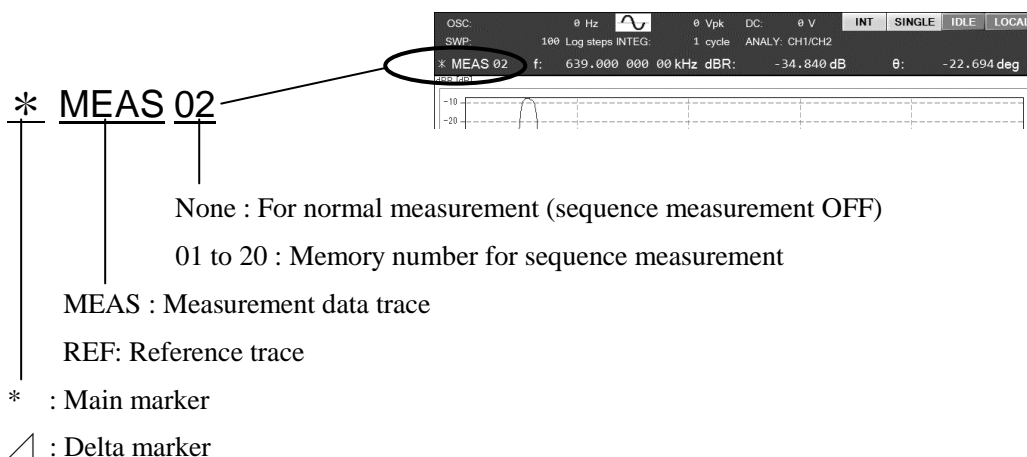 OSC: 0 Hz 0 Vpk DC: 0 V INT SINGLE IDLE LOCAL
SWP: 100 Log steps INTEG: 1 cycle ANALY: CH1/CH2
* MEAS 02 f: 639.000 000 00 kHz dBR: -34.840 dB θ: -22.694 deg
dBR [dB]
-10
-20
* MEAS 02
None : For normal measurement (sequence measurement OFF)
01 to 20 : Memory number for sequence measurement
MEAS : Measurement data trace
REF: Reference trace
* : Main marker
: Delta marker